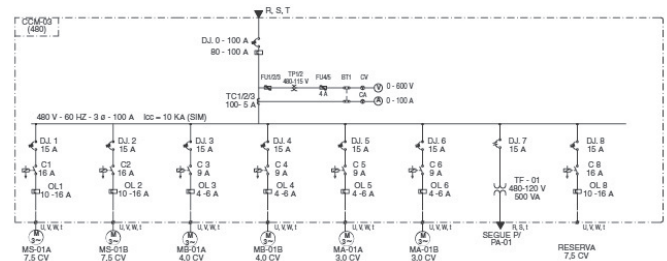 R, S, T
CCM-03
(480)
DJ. 0 - 100 A
80 - 100 A
FU1/2/3
TP1/2
480-115 V
FU4/5
4 A
BT1
CV
V
0 - 600 V
TC1/2/3
100- 5 A
CA
A
0 - 100 A
480 V - 60 HZ - 3 ø - 100 A Icc = 10 KA (SIM)
DJ. 1
15 A
DJ. 2
15 A
DJ. 3
15 A
DJ. 4
15 A
DJ. 5
15 A
DJ. 6
15 A
DJ. 7
15 A
DJ. 8
15 A
C1
16 A
C2
16 A
C 3
9 A
C 4
9 A
C 5
9 A
C 6
9 A
TF - 01
480-120 V
500 VA
C 8
16 A
OL1
10 -16 A
OL 2
10 -16 A
OL 3
4 -6 A
OL 4
4 -6 A
OL 5
4 -6 A
OL 6
4 -6 A
OL 8
10 -16 A
U, V, W, t
U, V, W, t
U, V, W, t
U, V, W, t
U, V, W, t
U, V, W, t
R, S, t
U, V, W, t
M
3~
M
3~
M
3~
M
3~
M
3~
M
3~
MS-01A
7,5 CV
MS-01B
7,5 CV
MB-01A
4,0 CV
MB-01B
4,0 CV
MA-01A
3,0 CV
MA-01B
3,0 CV
SEGUE P/
PA-01
RESERVA
7,5 CV